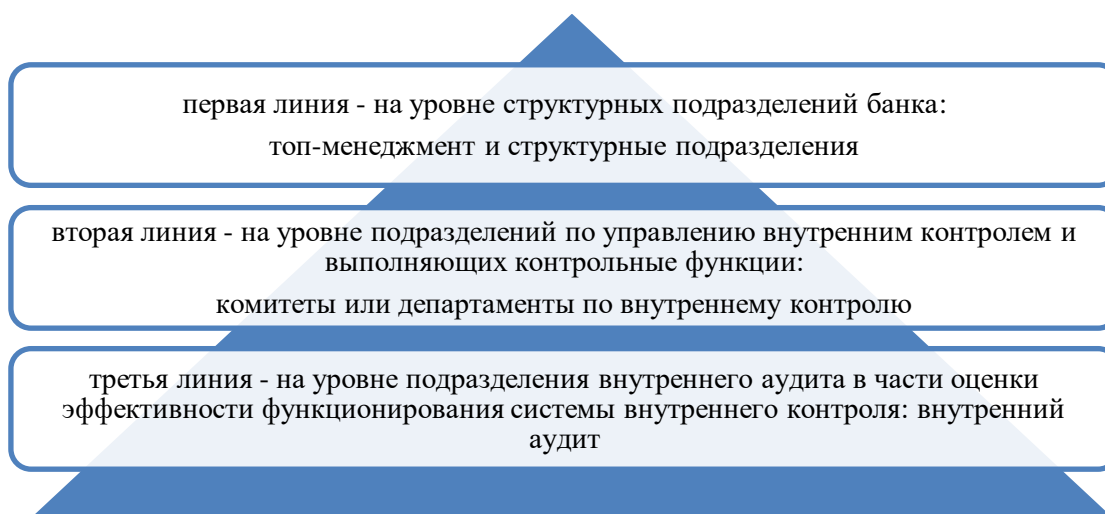 первая линия - на уровне структурных подразделений банка:
топ-менеджмент и структурные подразделения
вторая линия - на уровне подразделений по управлению внутренним контролем и
выполняющих контрольные функции:
комитеты или департаменты по внутреннему контролю
третья линия - на уровне подразделения внутреннего аудита в части оценки
эффективности функционирования системы внутреннего контроля: внутренний
аудит